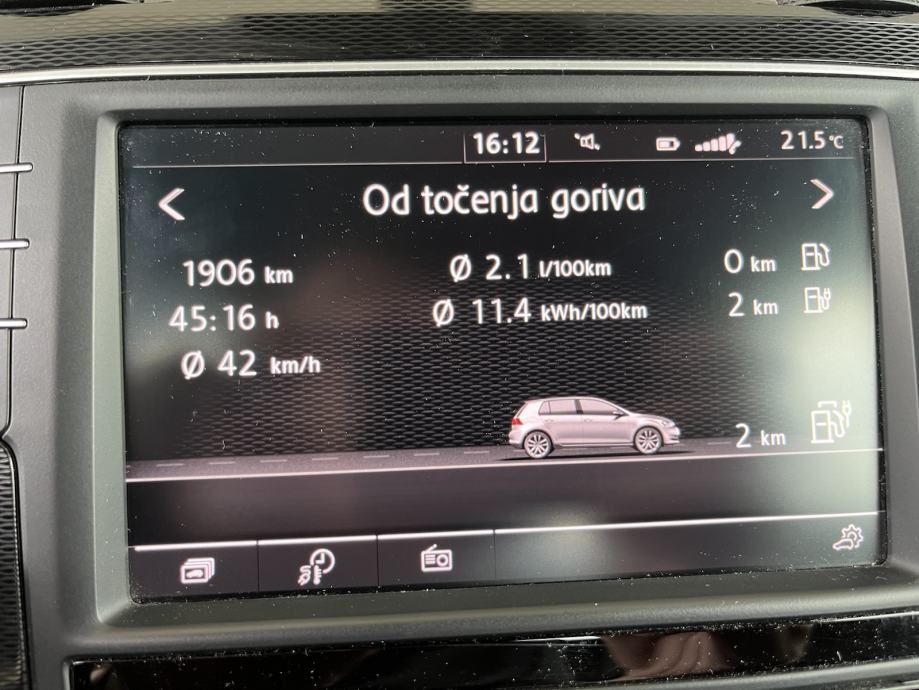 16:12 21.5°C
Od točenja goriva
1906 km
45:16 h
Ø 42 km/h
Ø 2.1 l/100km
Ø 11.4 kWh/100km
0 km
2 km
2 km